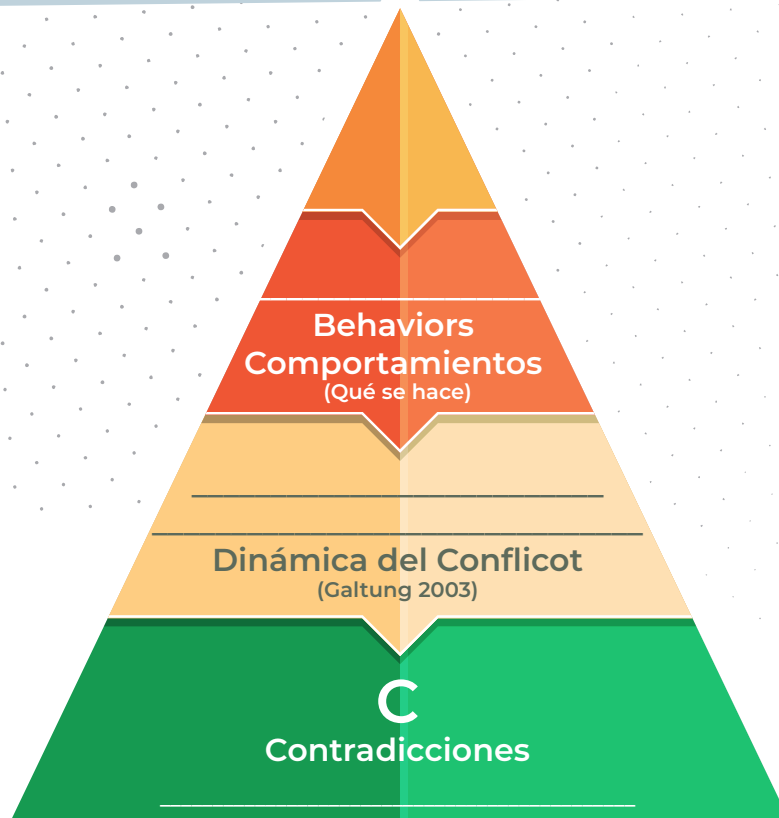 Behaviors
Comportamientos
(Qué se hace)
Dinámica del Conflicot
(Galtung 2003)
C
Contradicciones